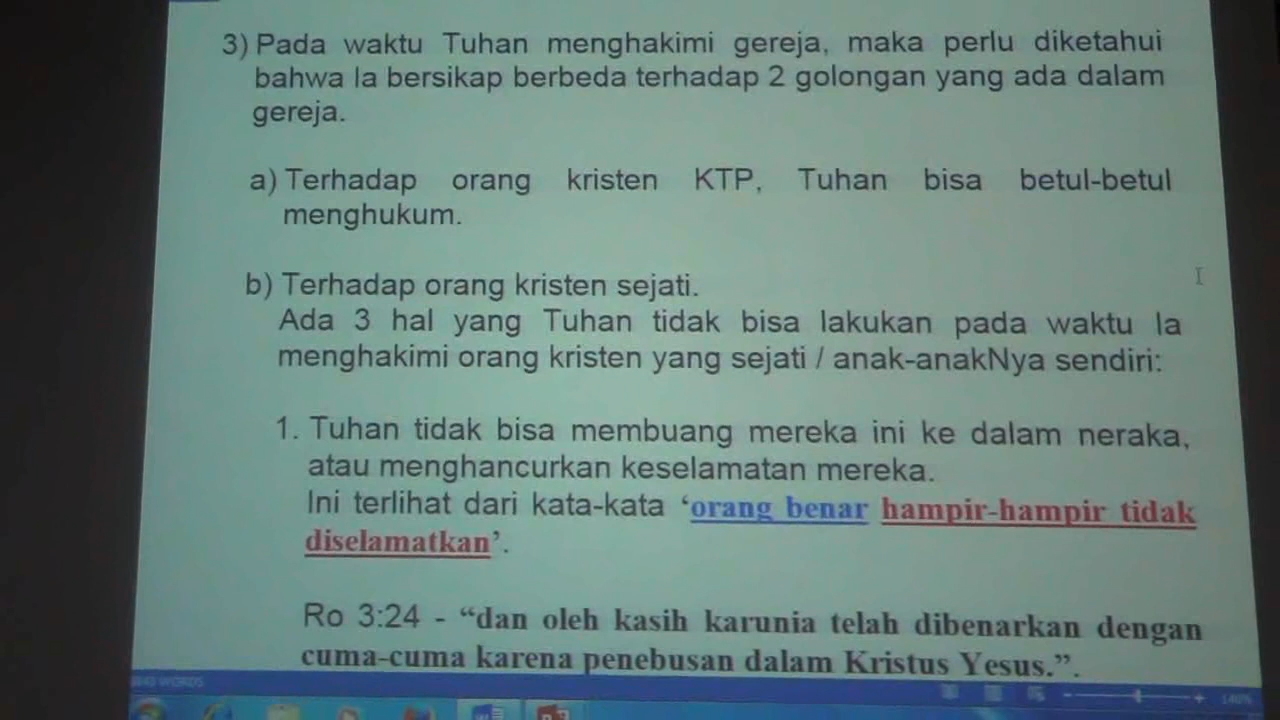 3) Pada waktu Tuhan menghakimi gereja, maka perlu diketahui
bahwa Ia bersikap berbeda terhadap 2 golongan yang ada dalam
gereja.
a) Terhadap orang kristen KTP, Tuhan bisa betul-betul
menghukum.
b) Terhadap orang kristen sejati.
Ada 3 hal yang Tuhan tidak bisa lakukan pada waktu Ia
menghakimi orang kristen yang sejati / anak-anakNya sendiri:
1. Tuhan tidak bisa membuang mereka ini ke dalam neraka,
atau menghancurkan keselamatan mereka.
Ini terlihat dari kata-kata ‘orang benar hampir-hampir tidak
diselamatkan’.
Ro 3:24 - “dan oleh kasih karunia telah dibenarkan dengan
cuma-cuma karena penebusan dalam Kristus Yesus.”.
WORDS
140%